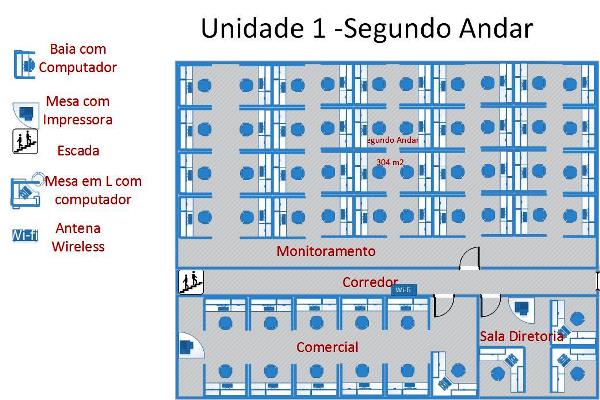 Unidade 1 -Segundo Andar
Baia com
Computador
Mesa com
Impressora
Escada
Mesa em L com
computador
Wi-fi
Antena
Wireless
egundo Andar
304 m2
Monitoramento
Corredor
Wi-fi
Comercial
Sala Diretoria